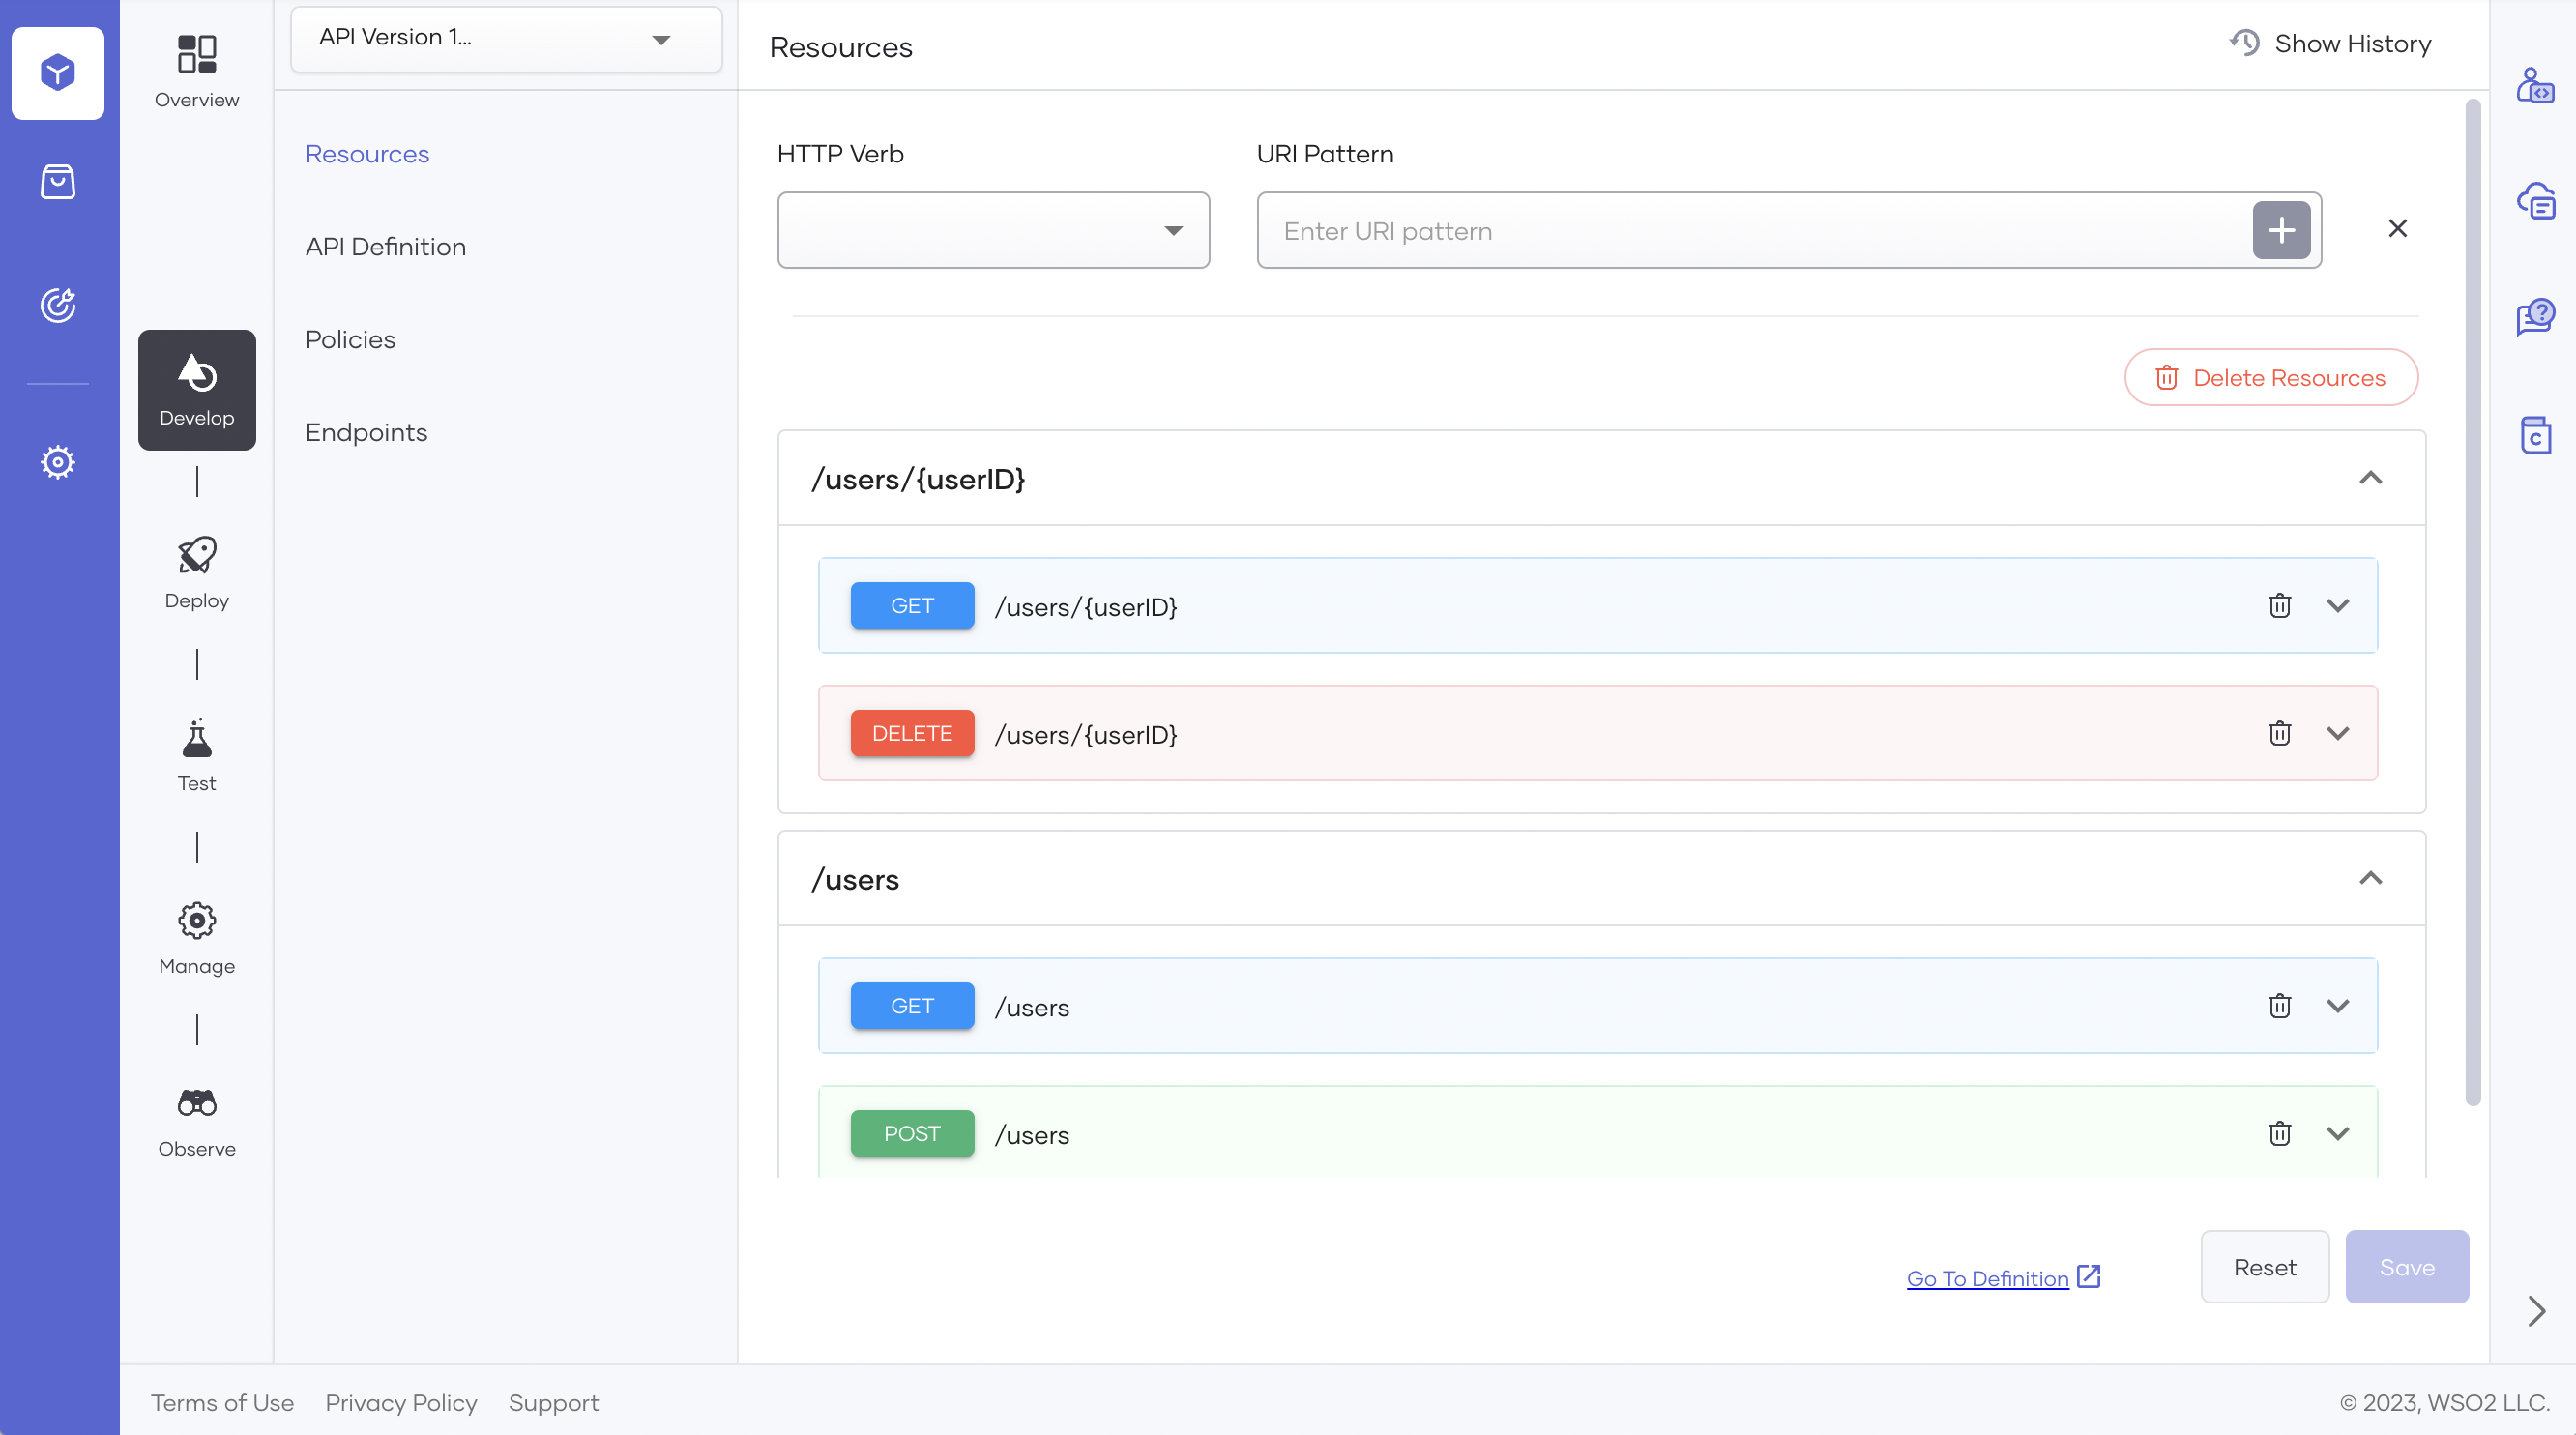 Overview
Develop
Deploy
Test
Manage
Observe
API Version 1...
Resources
API Definition
Policies
Endpoints
Resources
Show History
HTTP Verb
URI Pattern
Enter URI pattern
Delete Resources
/users/{userID}
GET /users/{userID}
DELETE /users/{userID}
/users
GET /users
POST /users
Go To Definition
Reset
Save
Terms of Use Privacy Policy Support
© 2023, WSO2 LLC.